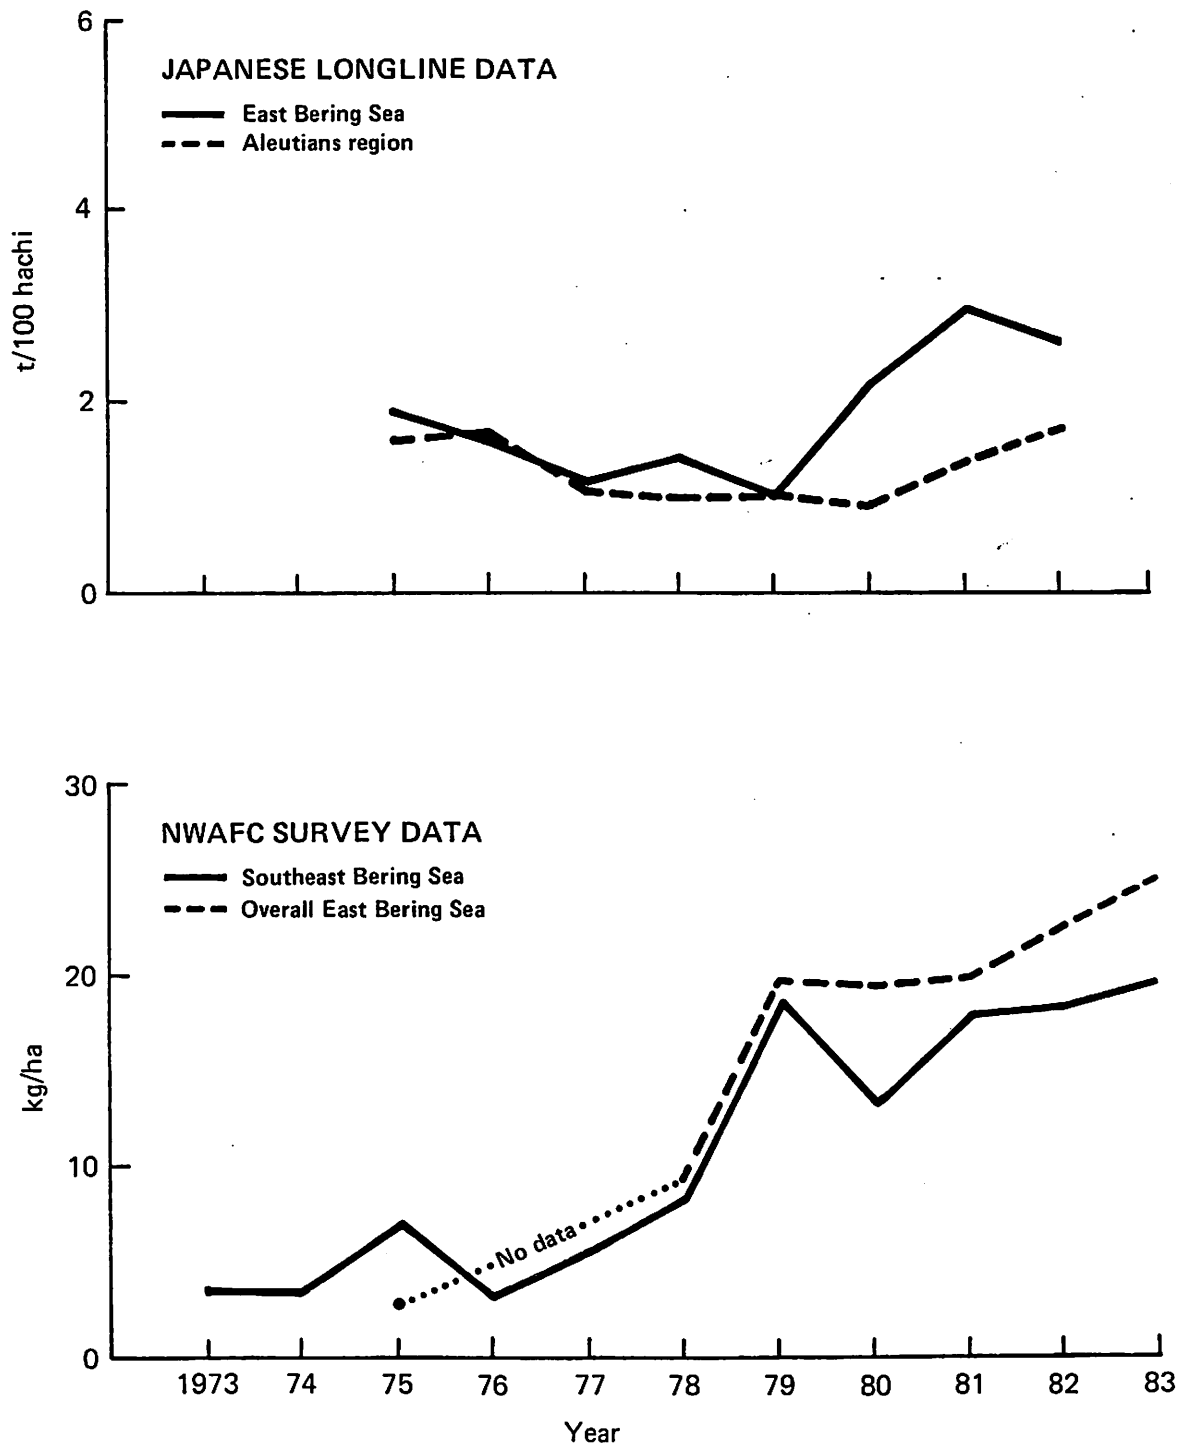 6
JAPANESE LONGLINE DATA
East Bering Sea
Aleutians region
4
t/100 hachi
2
0
30
NWAFC SURVEY DATA
Southeast Bering Sea
Overall East Bering Sea
20
kg/ha
10
No data
0
1973 74 75 76 77 78 79 80 81 82 83
Year